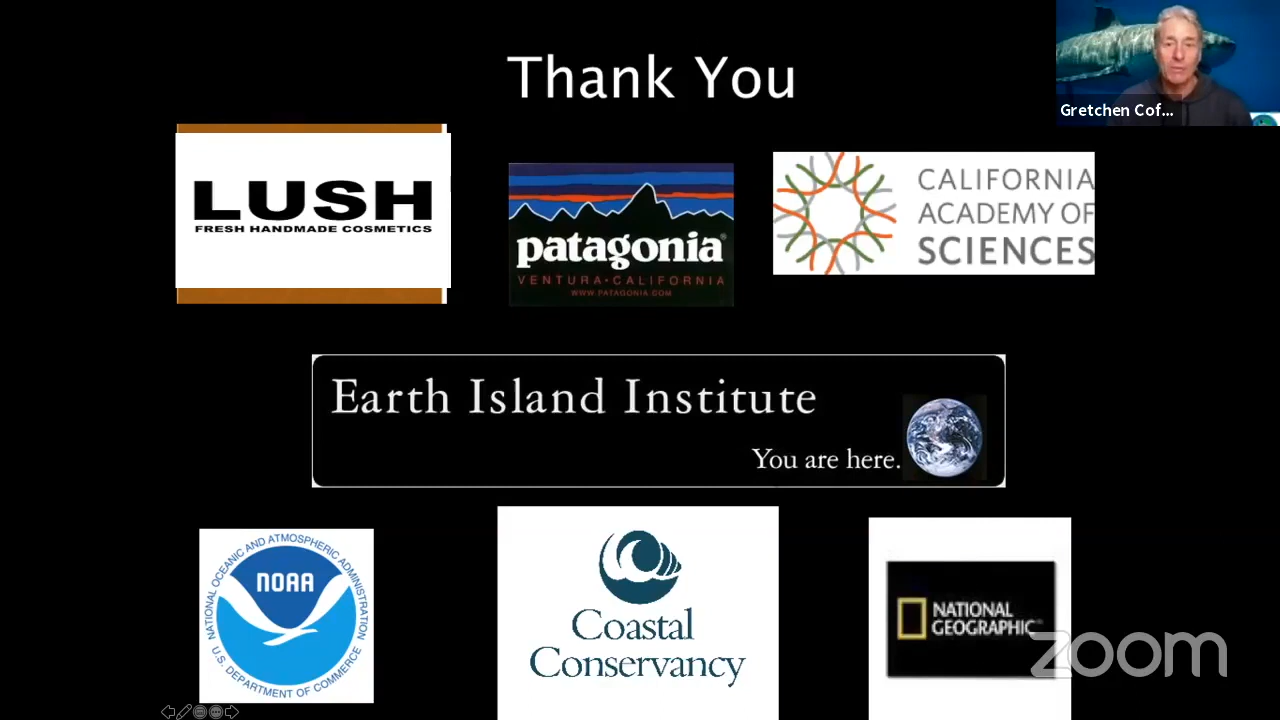 Thank You
Gretchen Cof...
LUSH
FRESH HANDMADE COSMETICS
patagonia®
VENTURA•CALIFORNIA
WWW.PATAGONIA.COM
CALIFORNIA
ACADEMY OF
SCIENCES
Earth Island Institute
You are here.
NATIONAL OCEANIC AND ATMOSPHERIC ADMINISTRATION
NOAA
U.S. DEPARTMENT OF COMMERCE
Coastal
Conservancy
NATIONAL
GEOGRAPHIC
zoom